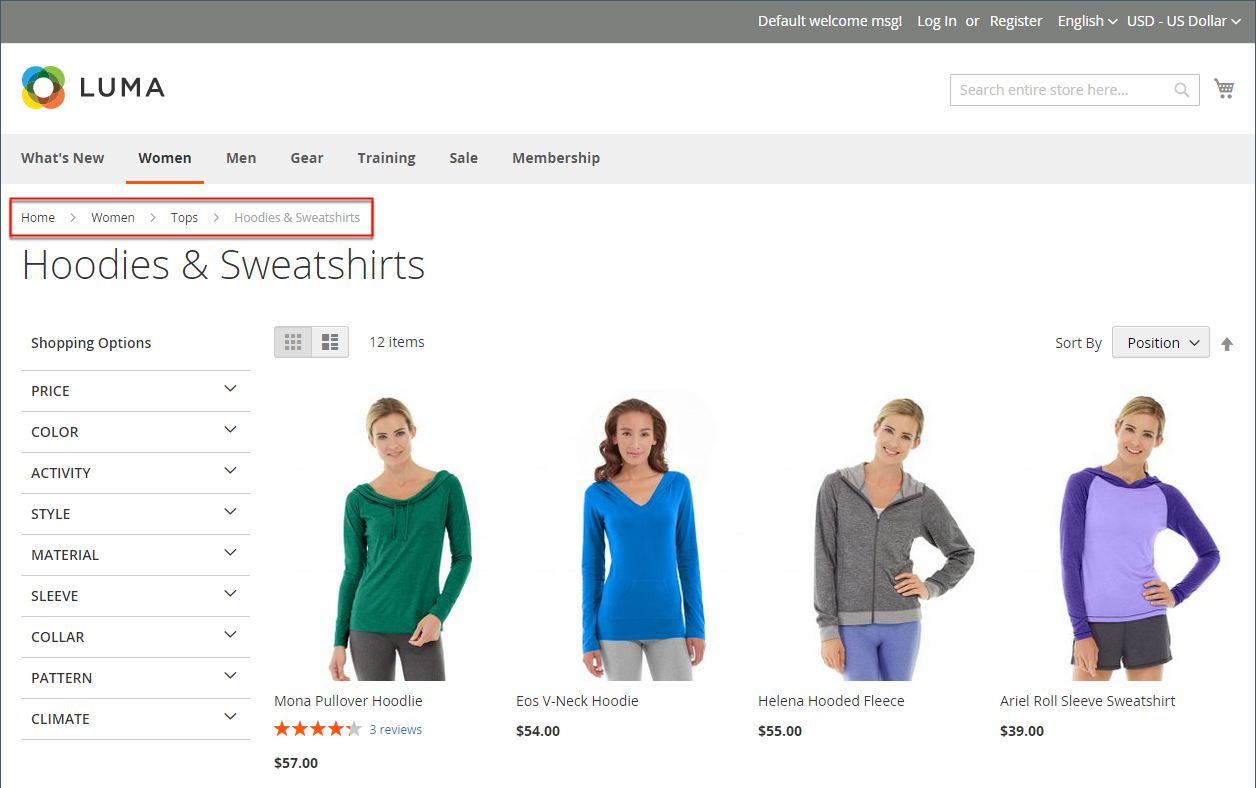 Default welcome msg! Log In or Register English USD - US Dollar
LUMA
Search entire store here...
What's New Women Men Gear Training Sale Membership
Home > Women > Tops > Hoodies & Sweatshirts
Hoodies & Sweatshirts
Shopping Options
12 items
Sort By Position
PRICE
COLOR
ACTIVITY
STYLE
MATERIAL
SLEEVE
COLLAR
PATTERN
CLIMATE
Mona Pullover Hoodlie
3 reviews
$57.00
Eos V-Neck Hoodie
$54.00
Helena Hooded Fleece
$55.00
Ariel Roll Sleeve Sweatshirt
$39.00